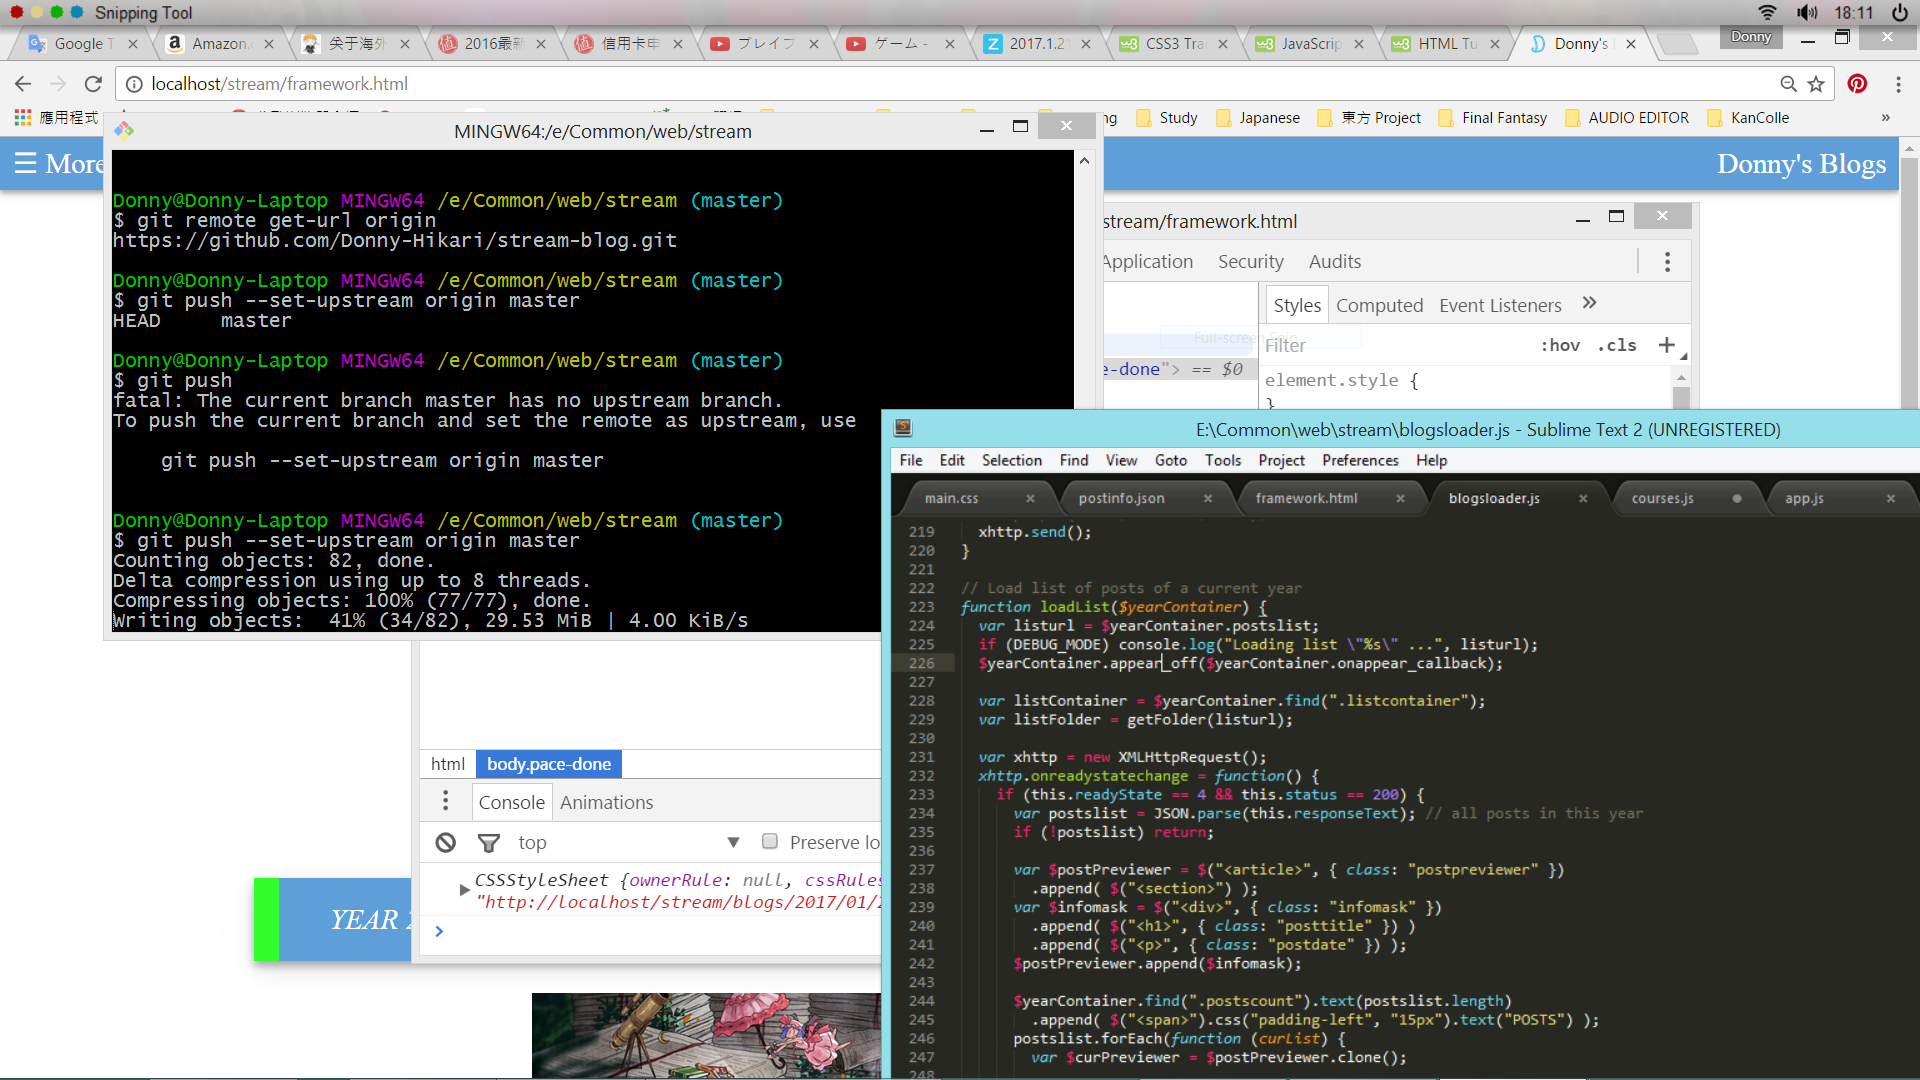 Snipping Tool
18:11
Google T
Amazon.
关于海外
2016最新
信用卡申
ブレイブ
ゲーム -
2017.1.21
CSS3 Tra
JavaScrip
HTML Tu
Donny's
Donny
localhost/stream/framework.html
應用程式
ng
Study
Japanese
東方 Project
Final Fantasy
AUDIO EDITOR
KanColle
»
☰ More
Donny's Blogs
MINGW64:/e/Common/web/stream
Donny@Donny-Laptop MINGW64 /e/Common/web/stream (master)
$ git remote get-url origin
https://github.com/Donny-Hikari/stream-blog.git
Donny@Donny-Laptop MINGW64 /e/Common/web/stream (master)
$ git push --set-upstream origin master
HEAD     master
Donny@Donny-Laptop MINGW64 /e/Common/web/stream (master)
$ git push
fatal: The current branch master has no upstream branch.
To push the current branch and set the remote as upstream, use
    git push --set-upstream origin master
Donny@Donny-Laptop MINGW64 /e/Common/web/stream (master)
$ git push --set-upstream origin master
Counting objects: 82, done.
Delta compression using up to 8 threads.
Compressing objects: 100% (77/77), done.
Writing objects:  41% (34/82), 29.53 MiB | 4.00 KiB/s
stream/framework.html
Application
Security
Audits
Styles
Computed
Event Listeners
»
Full-screen Snip
Filter
:hov
.cls
+
e-done"> == $0
element.style {
}
html
body.pace-done
Console
Animations
top
Preserve lo
CSSStyleSheet {ownerRule: null, cssRules
"http://localhost/stream/blogs/2017/01/2
>
YEAR 2
E:\Common\web\stream\blogsloader.js - Sublime Text 2 (UNREGISTERED)
File Edit Selection Find View Goto Tools Project Preferences Help
main.css
postinfo.json
framework.html
blogsloader.js
courses.js
app.js
219   xhttp.send();
220 }
221
222 // Load list of posts of a current year
223 function loadList($yearContainer) {
224   var listurl = $yearContainer.postslist;
225   if (DEBUG_MODE) console.log("Loading list \"%s\" ...", listurl);
226   $yearContainer.appear_off($yearContainer.onappear_callback);
227
228   var listContainer = $yearContainer.find(".listcontainer");
229   var listFolder = getFolder(listurl);
230
231   var xhttp = new XMLHttpRequest();
232   xhttp.onreadystatechange = function() {
233     if (this.readyState == 4 && this.status == 200) {
234       var postslist = JSON.parse(this.responseText); // all posts in this year
235       if (!postslist) return;
236
237       var $postPreviewer = $("<article>", { class: "postpreviewer" })
238         .append( $("<section>") );
239       var $infomask = $("<div>", { class: "infomask" })
240         .append( $("<h1>", { class: "posttitle" }) )
241         .append( $("<p>", { class: "postdate" }) );
242       $postPreviewer.append($infomask);
243
244       $yearContainer.find(".postscount").text(postslist.length)
245         .append( $("<span>").css("padding-left", "15px").text("POSTS") );
246       postslist.forEach(function (curList) {
247         var $curPreviewer = $postPreviewer.clone();
248